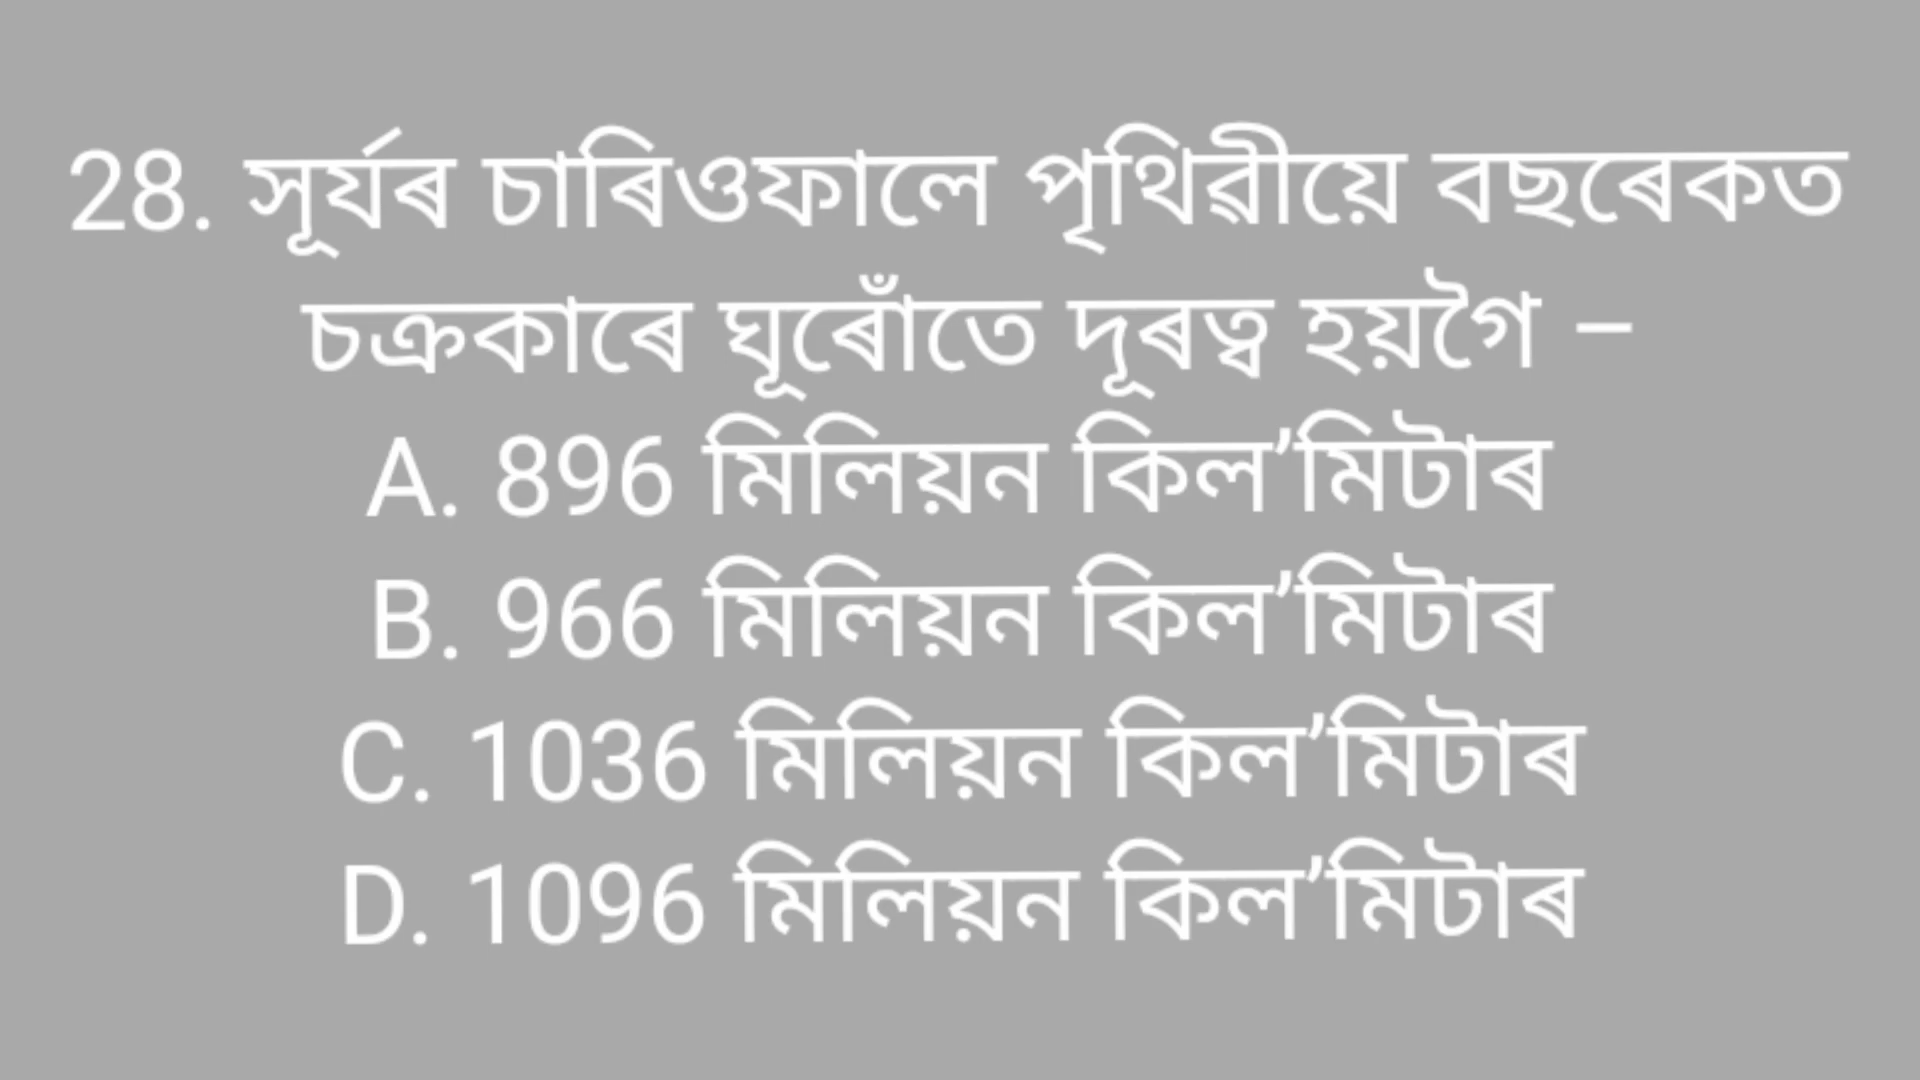 28. সূৰ্যৰ চাৰিওফালে পৃথিৱীয়ে বছৰেকত
চক্ৰকাৰে ঘূৰোঁতে দূৰত্ব হয়গৈ –
A. 896 মিলিয়ন কিল’মিটাৰ
B. 966 মিলিয়ন কিল’মিটাৰ
C. 1036 মিলিয়ন কিল’মিটাৰ
D. 1096 মিলিয়ন কিল’মিটাৰ